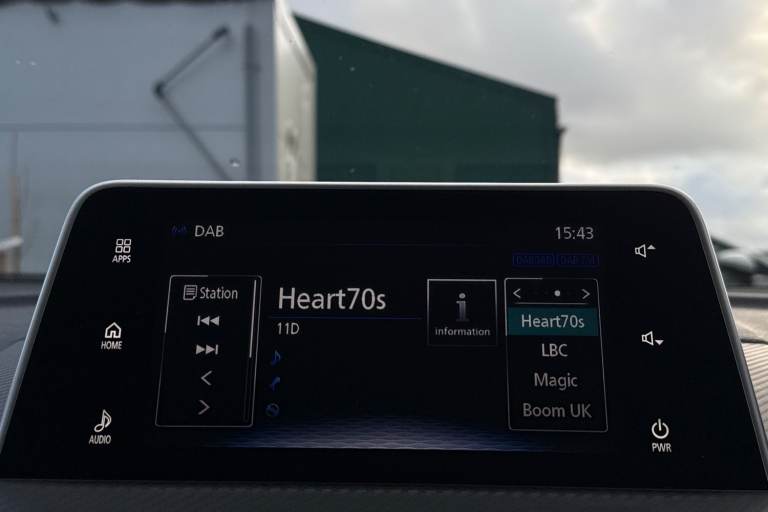 DAB
15:43
APPS
Station
Heart70s
11D
information
< >
Heart70s
LBC
Magic
Boom UK
HOME
AUDIO
PWR